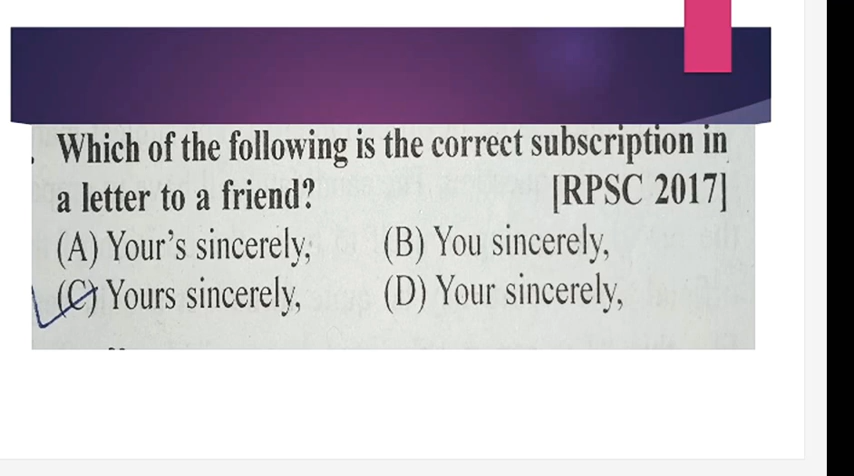 Which of the following is the correct subscription in
a letter to a friend? [RPSC 2017]
(A) Your's sincerely, (B) You sincerely,
(C) Yours sincerely, (D) Your sincerely,